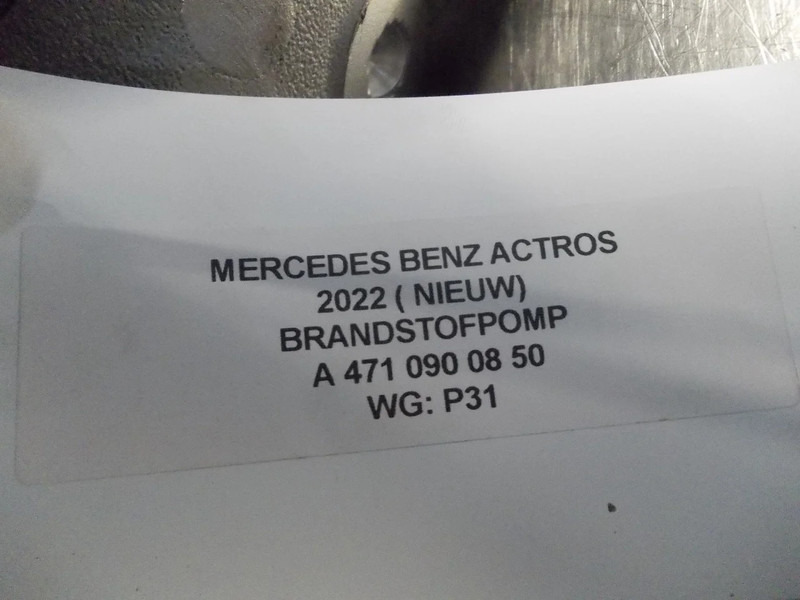 MERCEDES BENZ ACTROS
2022 ( NIEUW)
BRANDSTOFPOMP
A 471 090 08 50
WG: P31